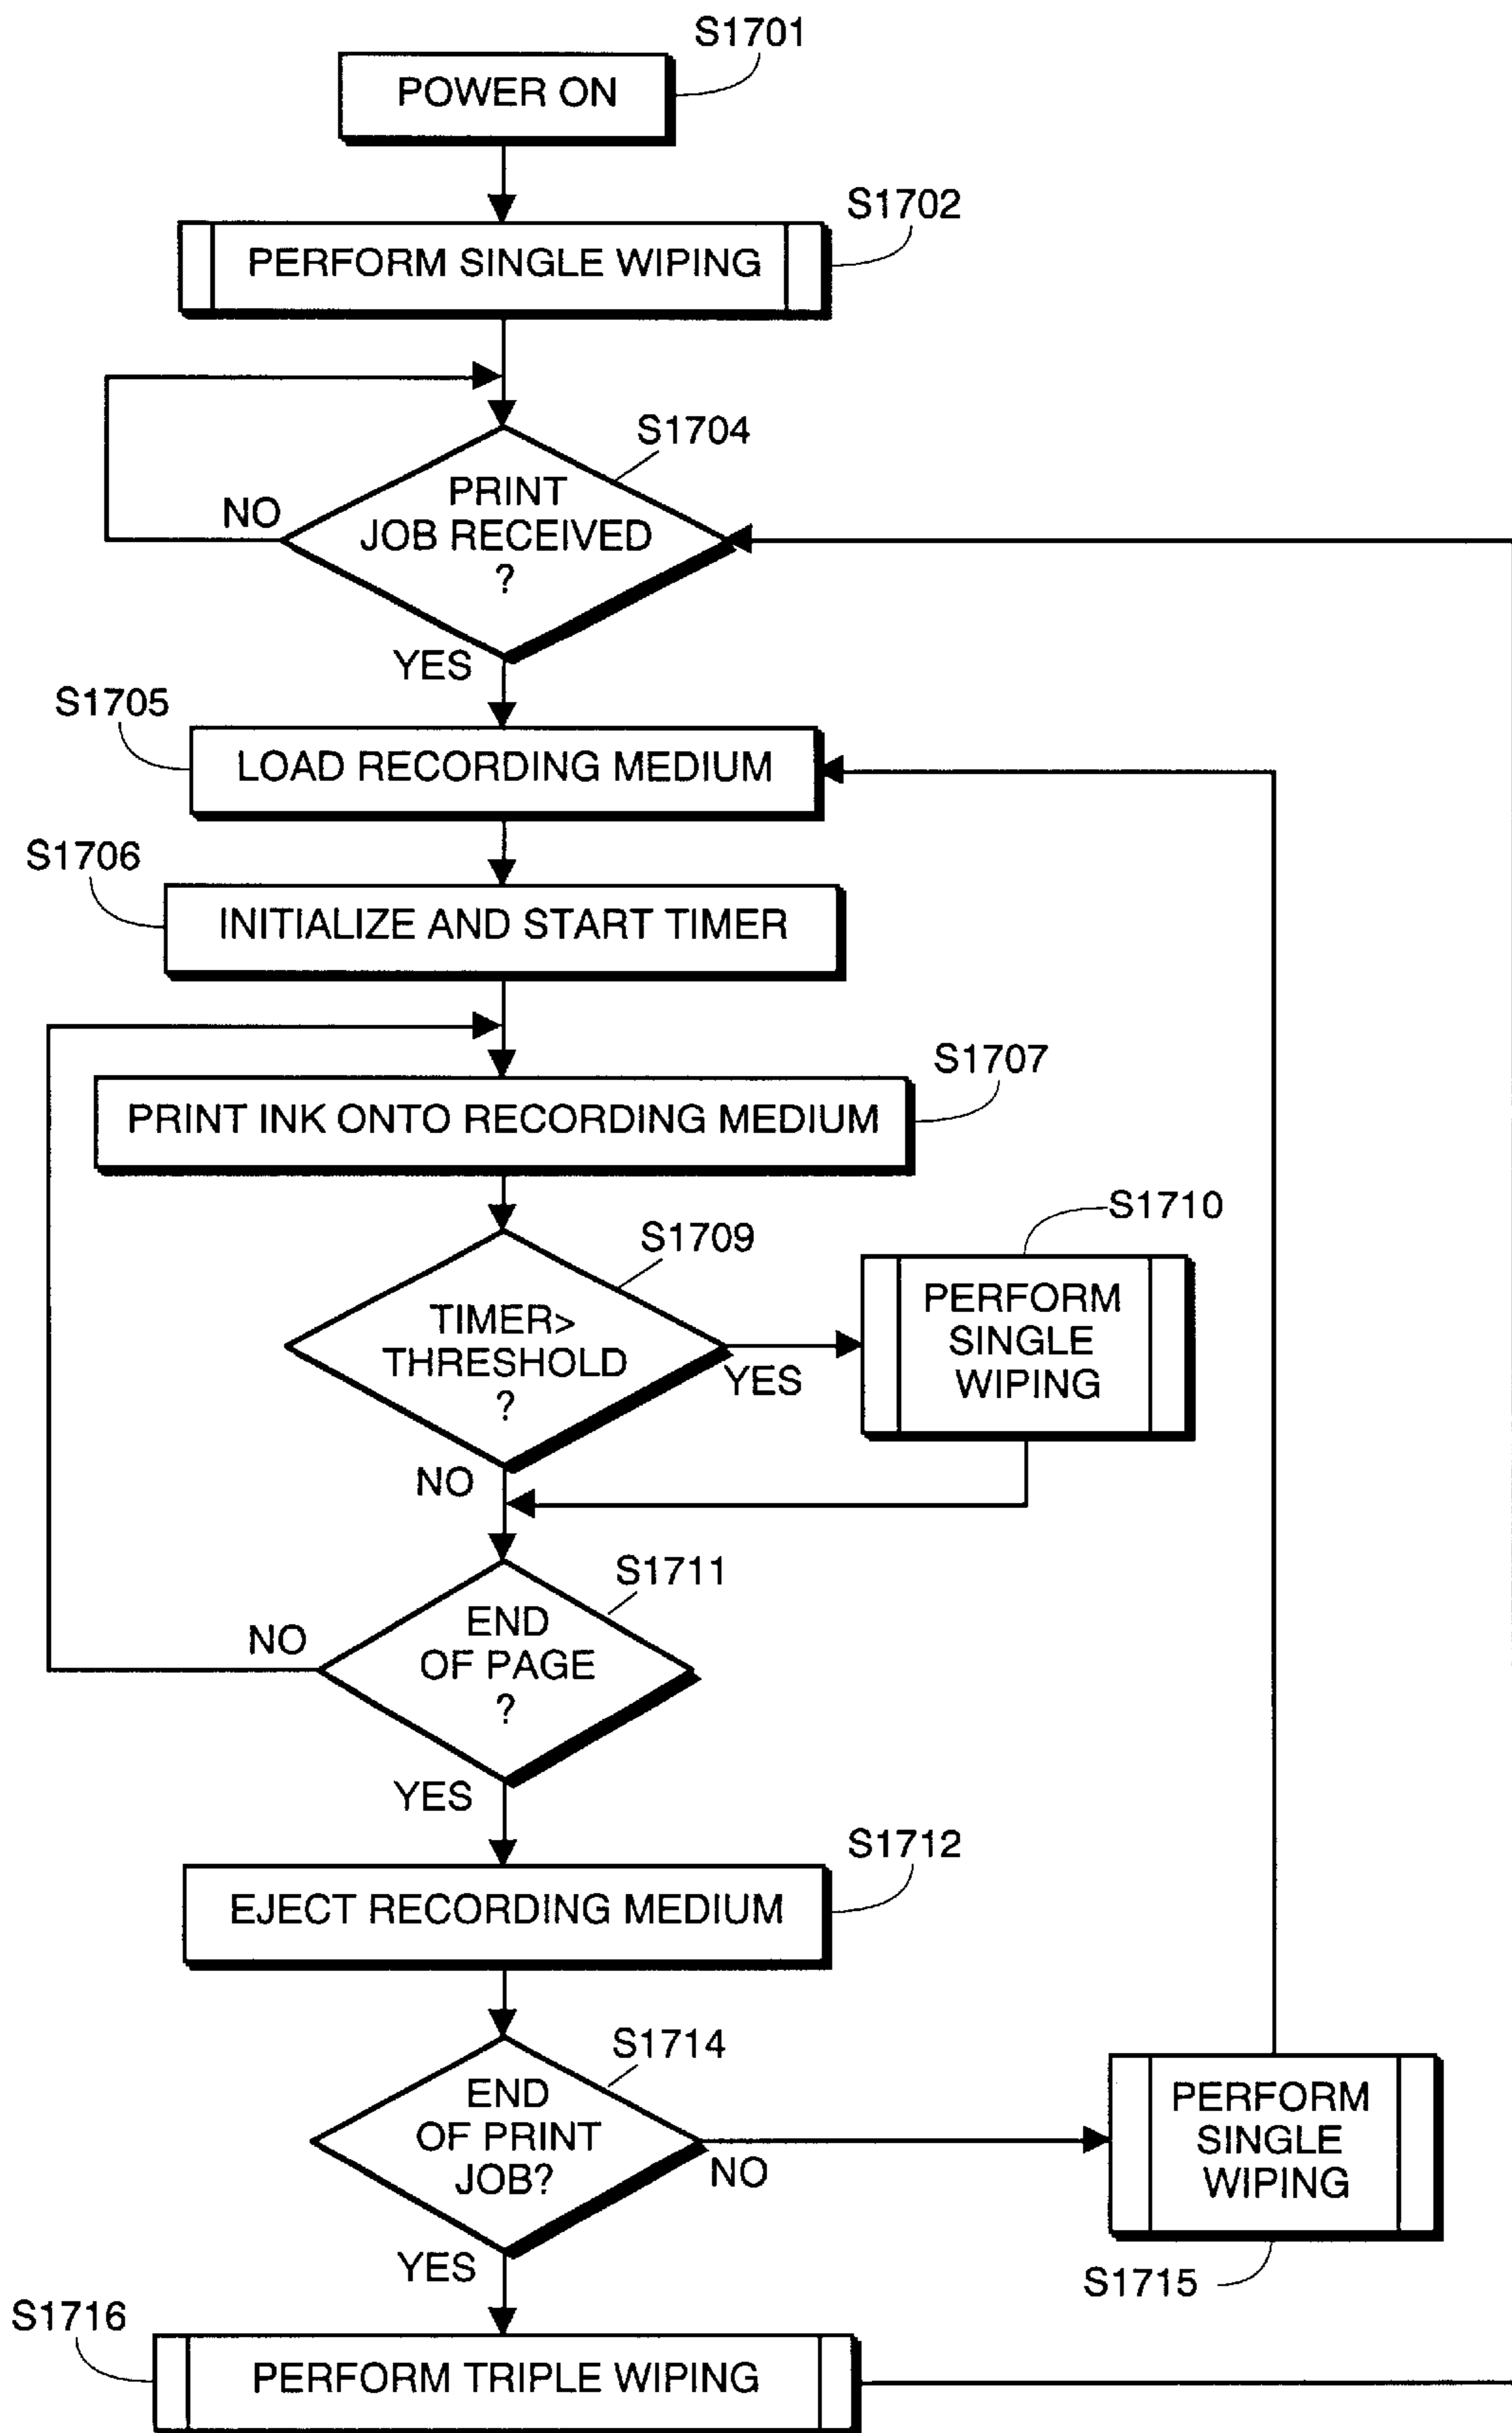 S1701
POWER ON
S1702
PERFORM SINGLE WIPING
S1704
PRINT
JOB RECEIVED
?
NO
YES
S1705
LOAD RECORDING MEDIUM
S1706
INITIALIZE AND START TIMER
S1707
PRINT INK ONTO RECORDING MEDIUM
S1709
TIMER>
THRESHOLD
?
YES
NO
S1710
PERFORM
SINGLE
WIPING
S1711
END
OF PAGE
?
NO
YES
S1712
EJECT RECORDING MEDIUM
S1714
END
OF PRINT
JOB?
NO
YES
PERFORM
SINGLE
WIPING
S1715
S1716
PERFORM TRIPLE WIPING